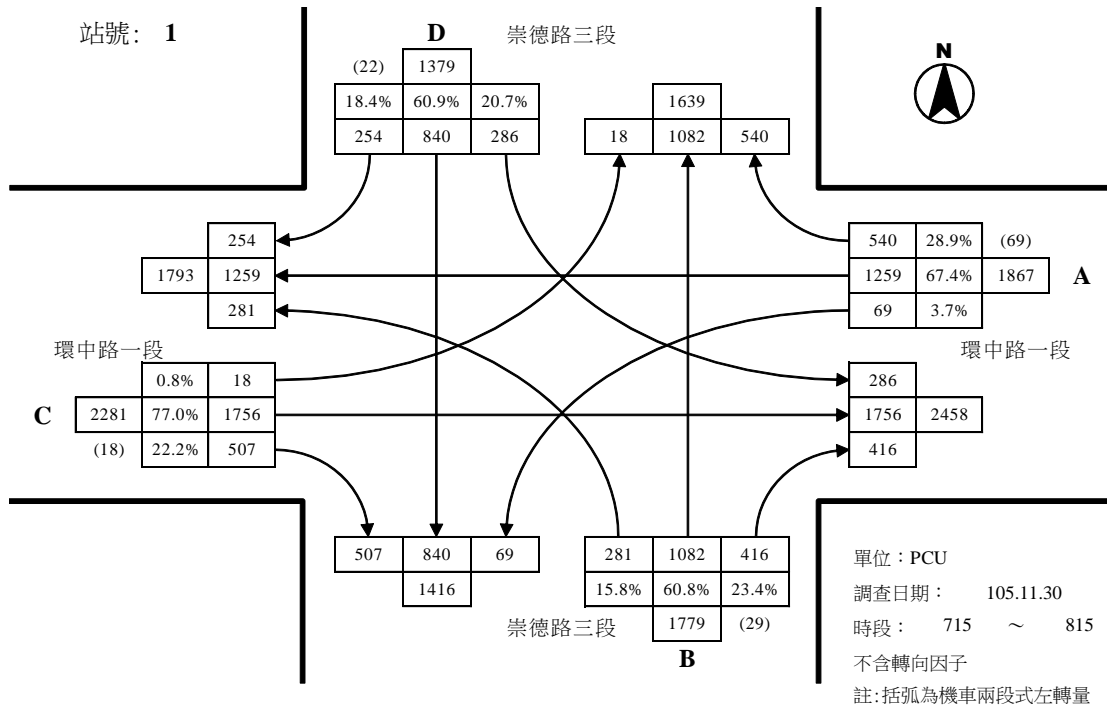 站號： 1
D
崇德路三段
N
(22) 1379
18.4% 60.9% 20.7%
254 840 286
1639
18 1082 540
254
1793 1259
281
540 28.9% (69)
1259 67.4% 1867
69 3.7%
A
環中路一段
環中路一段
0.8% 18
C
2281 77.0% 1756
(18) 22.2% 507
286
1756 2458
416
507 840 69
1416
281 1082 416
15.8% 60.8% 23.4%
1779 (29)
崇德路三段
B
單位：PCU
調查日期： 105.11.30
時段： 715 ～ 815
不含轉向因子
註:括弧為機車兩段式左轉量